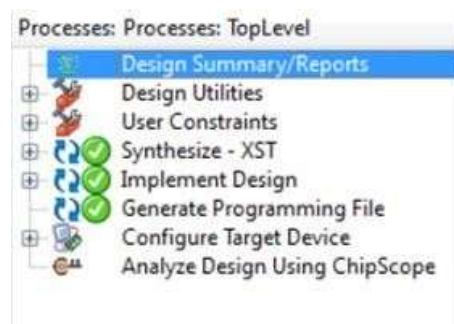 Processes: Processes: TopLevel
Design Summary/Reports
Design Utilities
User Constraints
Synthesize - XST
Implement Design
Generate Programming File
Configure Target Device
Analyze Design Using ChipScope